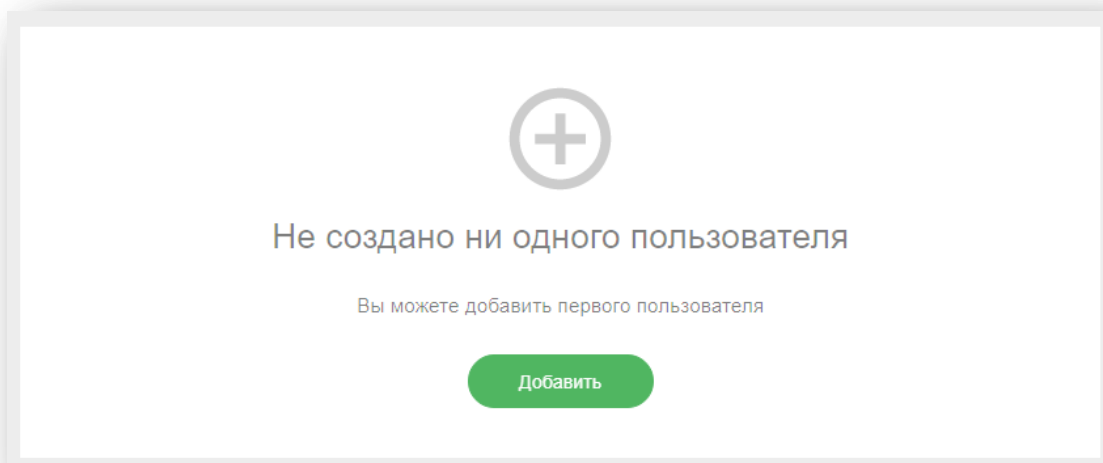 Не создано ни одного пользователя
Вы можете добавить первого пользователя
Добавить